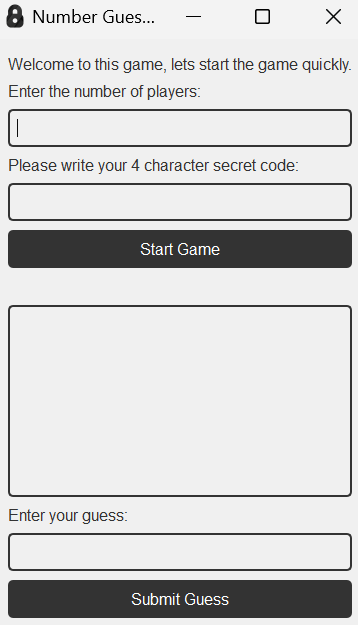 Number Gues...
Welcome to this game, lets start the game quickly.
Enter the number of players:
Please write your 4 character secret code:
Start Game
Enter your guess:
Submit Guess